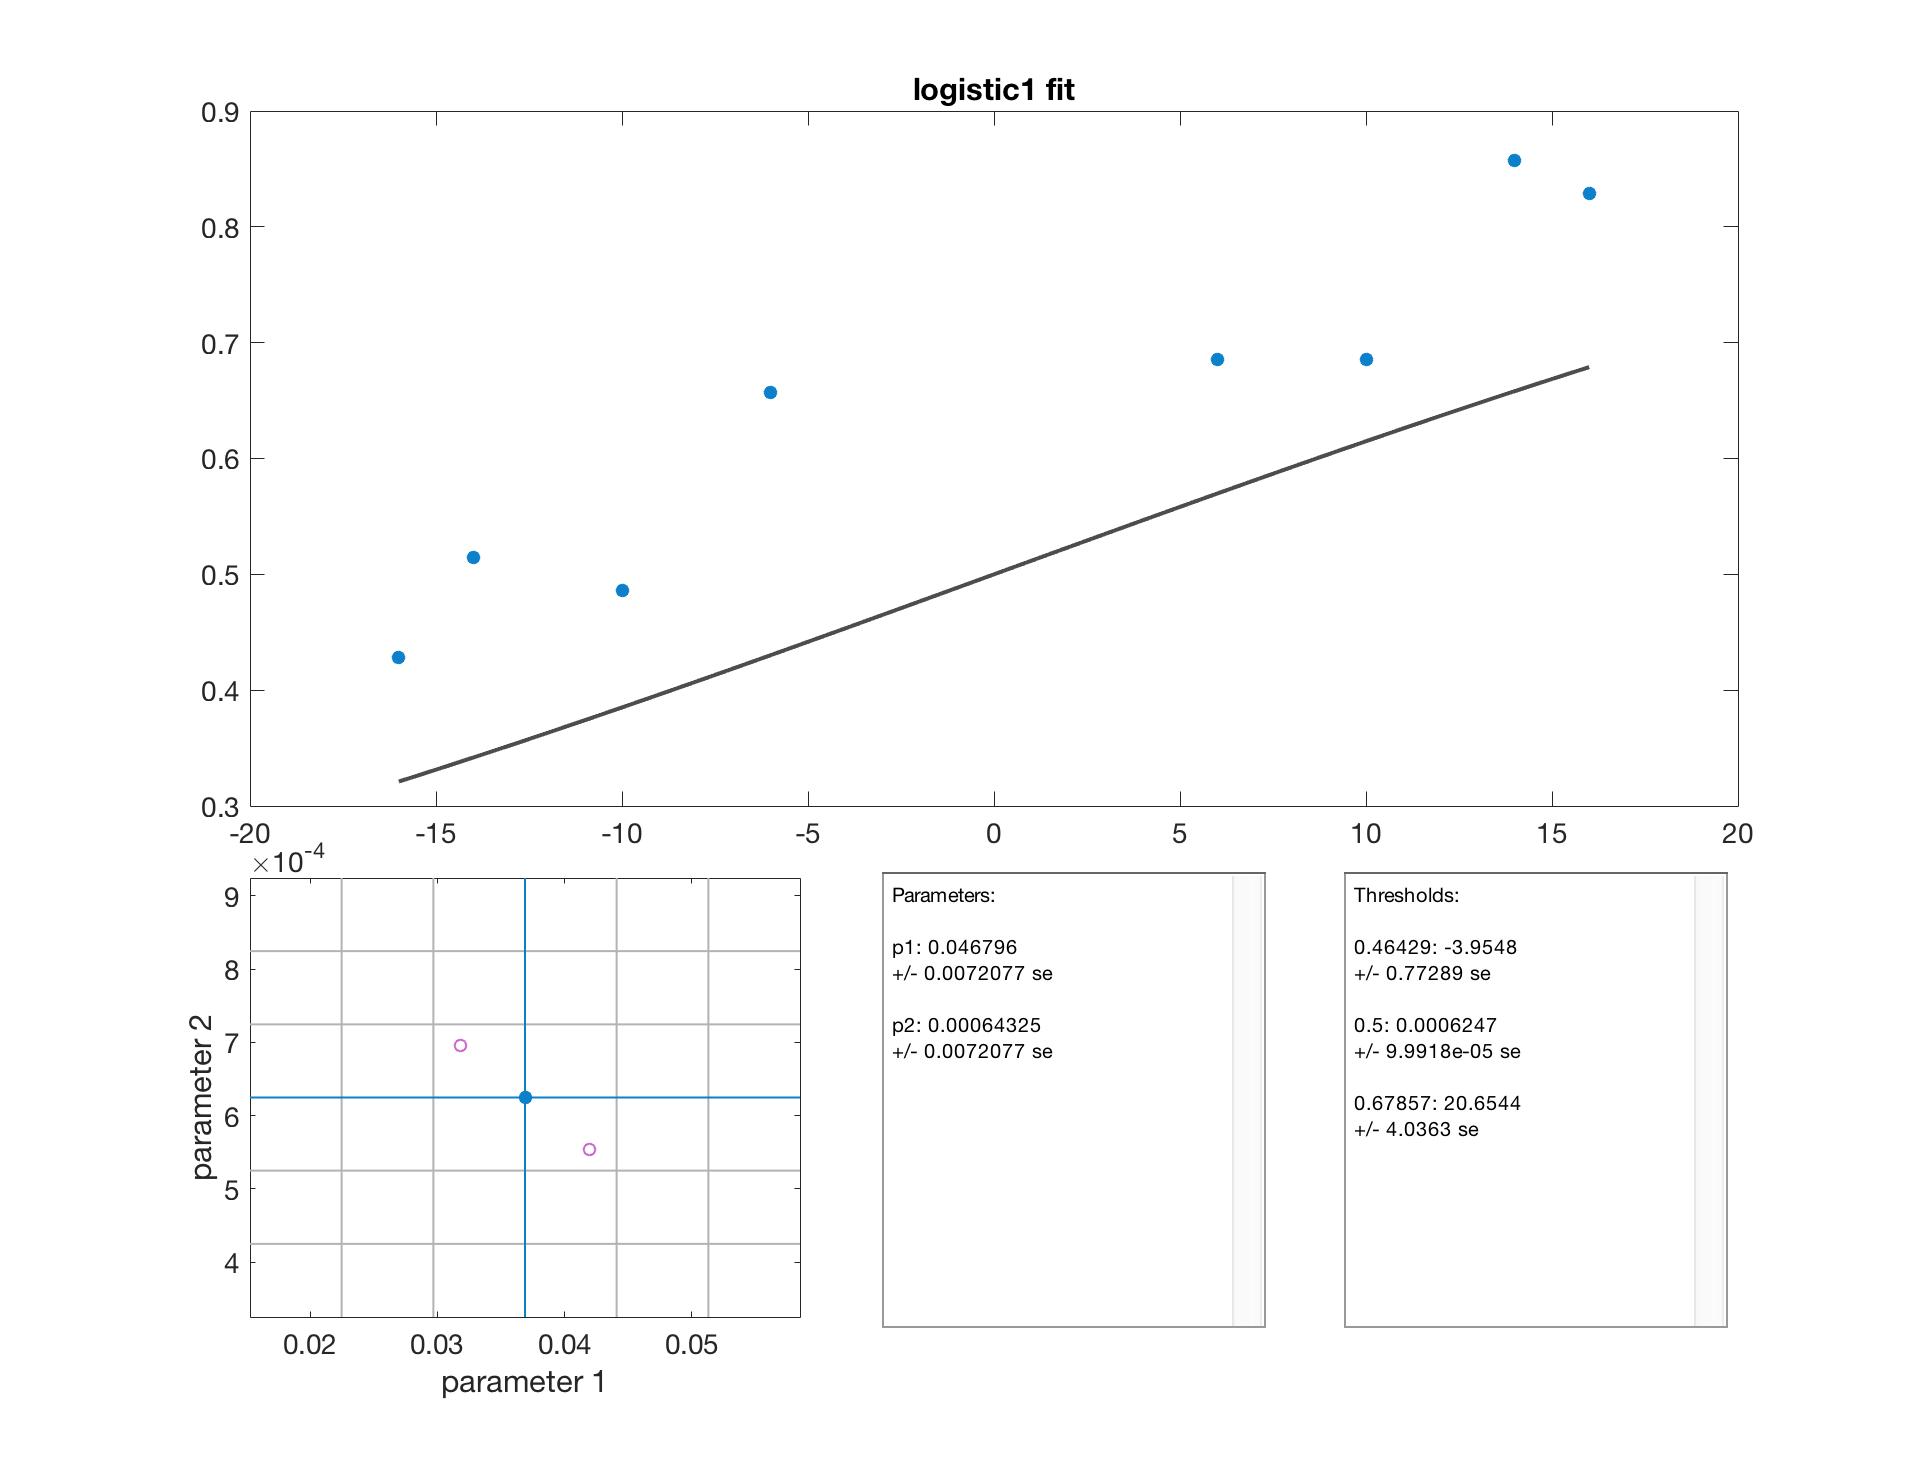 logistic1 fit
0.9
0.8
0.7
0.6
0.5
0.4
0.3
-20 -15 -10 -5 0 5 10 15 20
×10-4
9
8
7
6
5
4
parameter 2
0.02 0.03 0.04 0.05
parameter 1
Parameters:
p1: 0.046796
+/- 0.0072077 se
p2: 0.00064325
+/- 0.0072077 se
Thresholds:
0.46429: -3.9548
+/- 0.77289 se
0.5: 0.0006247
+/- 9.9918e-05 se
0.67857: 20.6544
+/- 4.0363 se